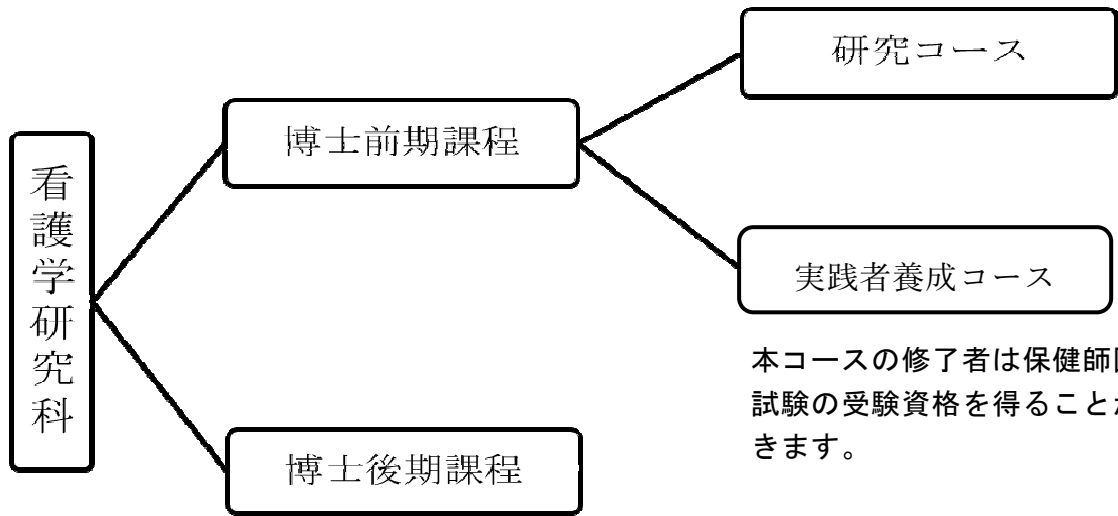 看護学研究科
博士前期課程
研究コース
実践者養成コース
本コースの修了者は保健師
試験の受験資格を得ること
きます。
博士後期課程